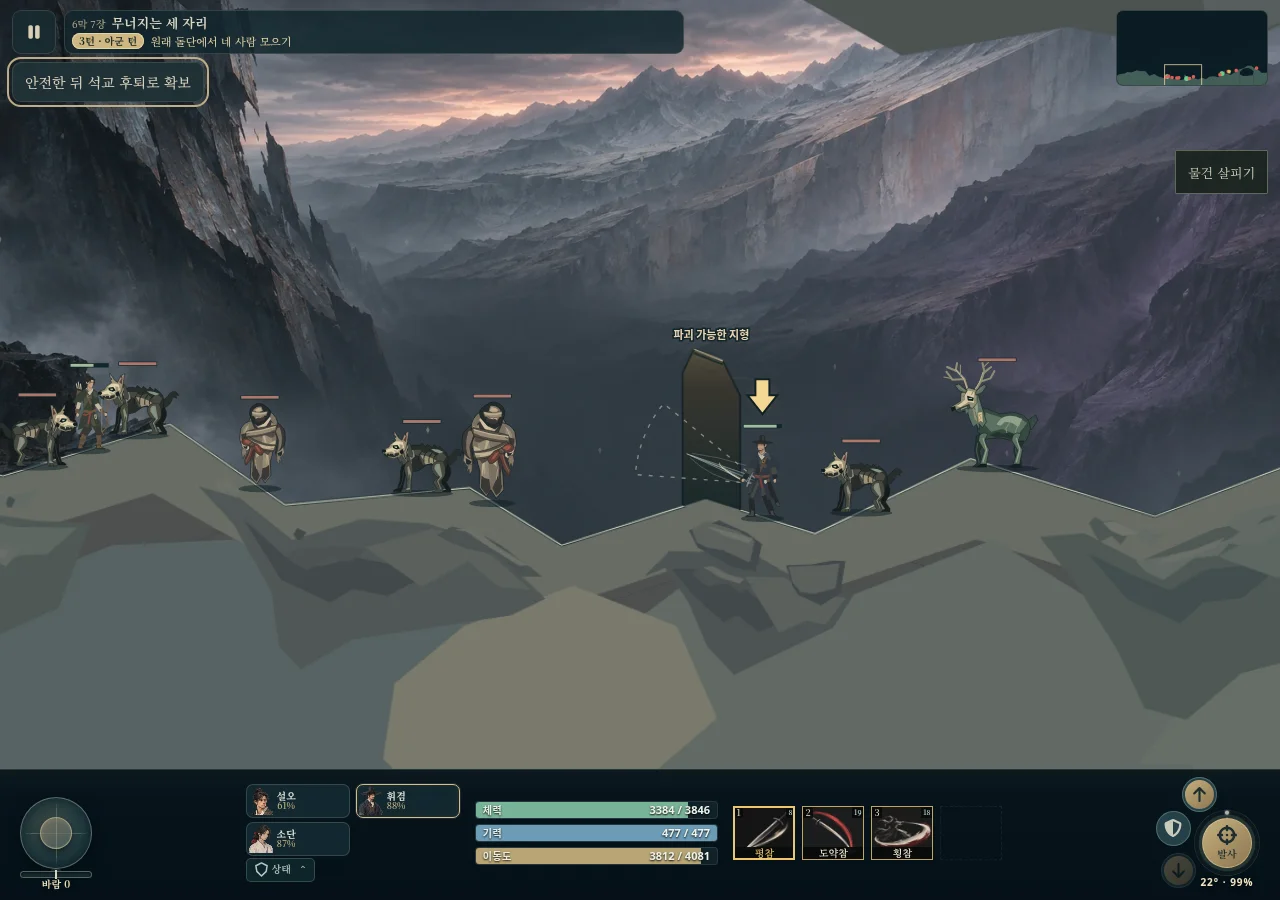 6막 7장 무너지는 세 자리
3턴 · 아군 턴 원래 돌단에서 네 사람 모으기
안전한 뒤 석교 후퇴로 확보
물건 살피기
파괴 가능한 지형
설오
61%
휘겸
88%
소단
87%
상태
체력 3384 / 3846
기력 477 / 477
이동도 3812 / 4081
1 8
평참
2 19
도약참
3 18
횡참
바람 0
발사
22° · 99%